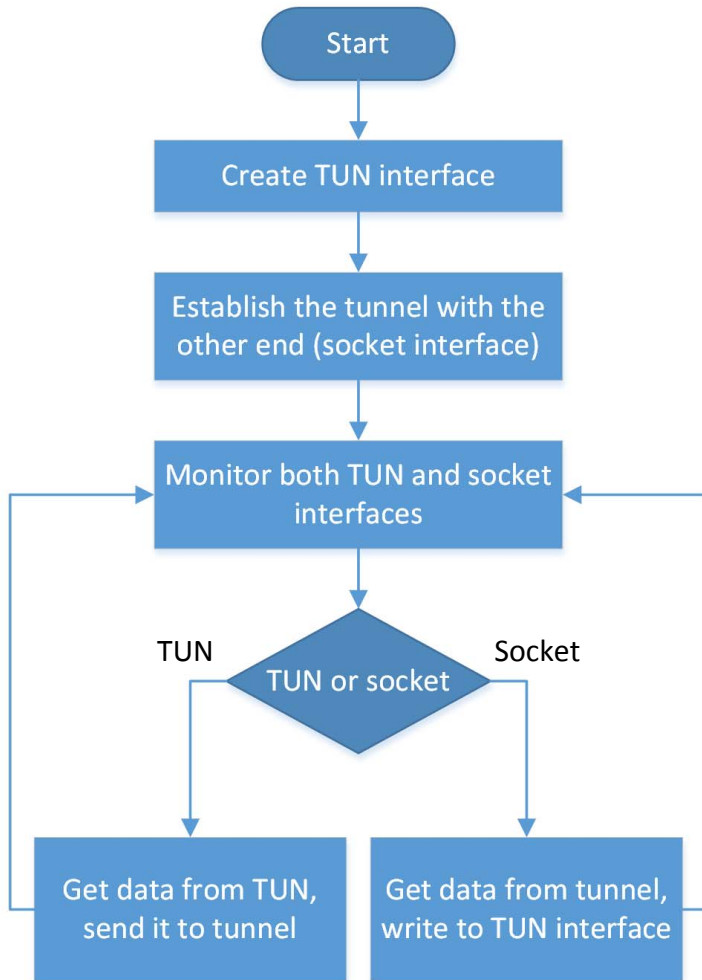 Start
Create TUN interface
Establish the tunnel with the
other end (socket interface)
Monitor both TUN and socket
interfaces
TUN
Socket
TUN or socket
Get data from TUN,
send it to tunnel
Get data from tunnel,
write to TUN interface